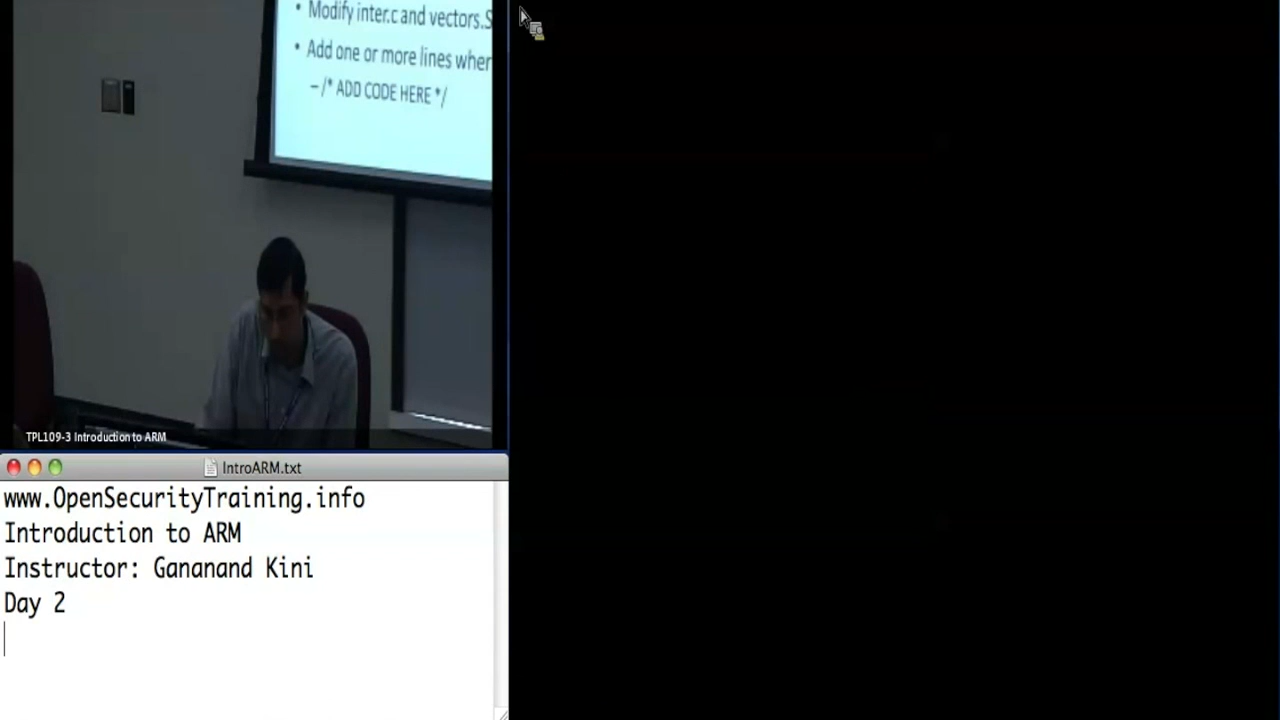 • Modify inter.c and vectors.S
• Add one or more lines wher
– /* ADD CODE HERE */
TPL109-3 Introduction to ARM
IntroARM.txt
www.OpenSecurityTraining.info
Introduction to ARM
Instructor: Gananand Kini
Day 2